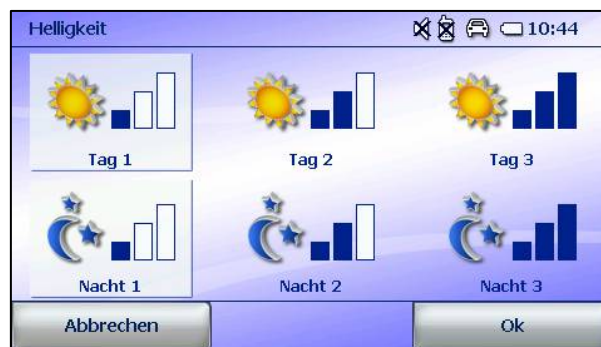 Helligkeit 10:44
Tag 1 Tag 2 Tag 3
Nacht 1 Nacht 2 Nacht 3
Abbrechen Ok